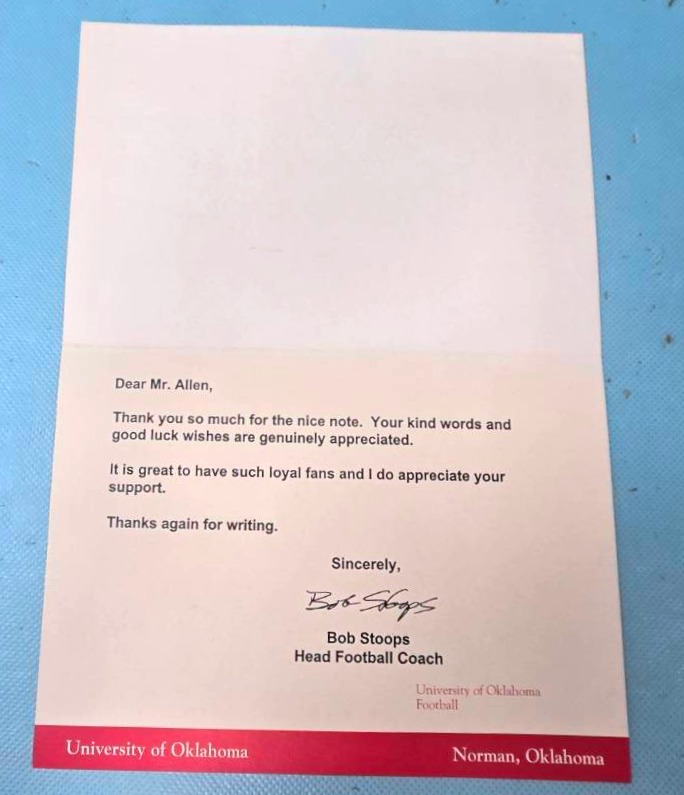 Dear Mr. Allen,
Thank you so much for the nice note. Your kind words and
good luck wishes are genuinely appreciated.
It is great to have such loyal fans and I do appreciate your
support.
Thanks again for writing.
Sincerely,
Bob Stoops
Bob Stoops
Head Football Coach
University of Oklahoma
Football
University of Oklahoma
Norman, Oklahoma